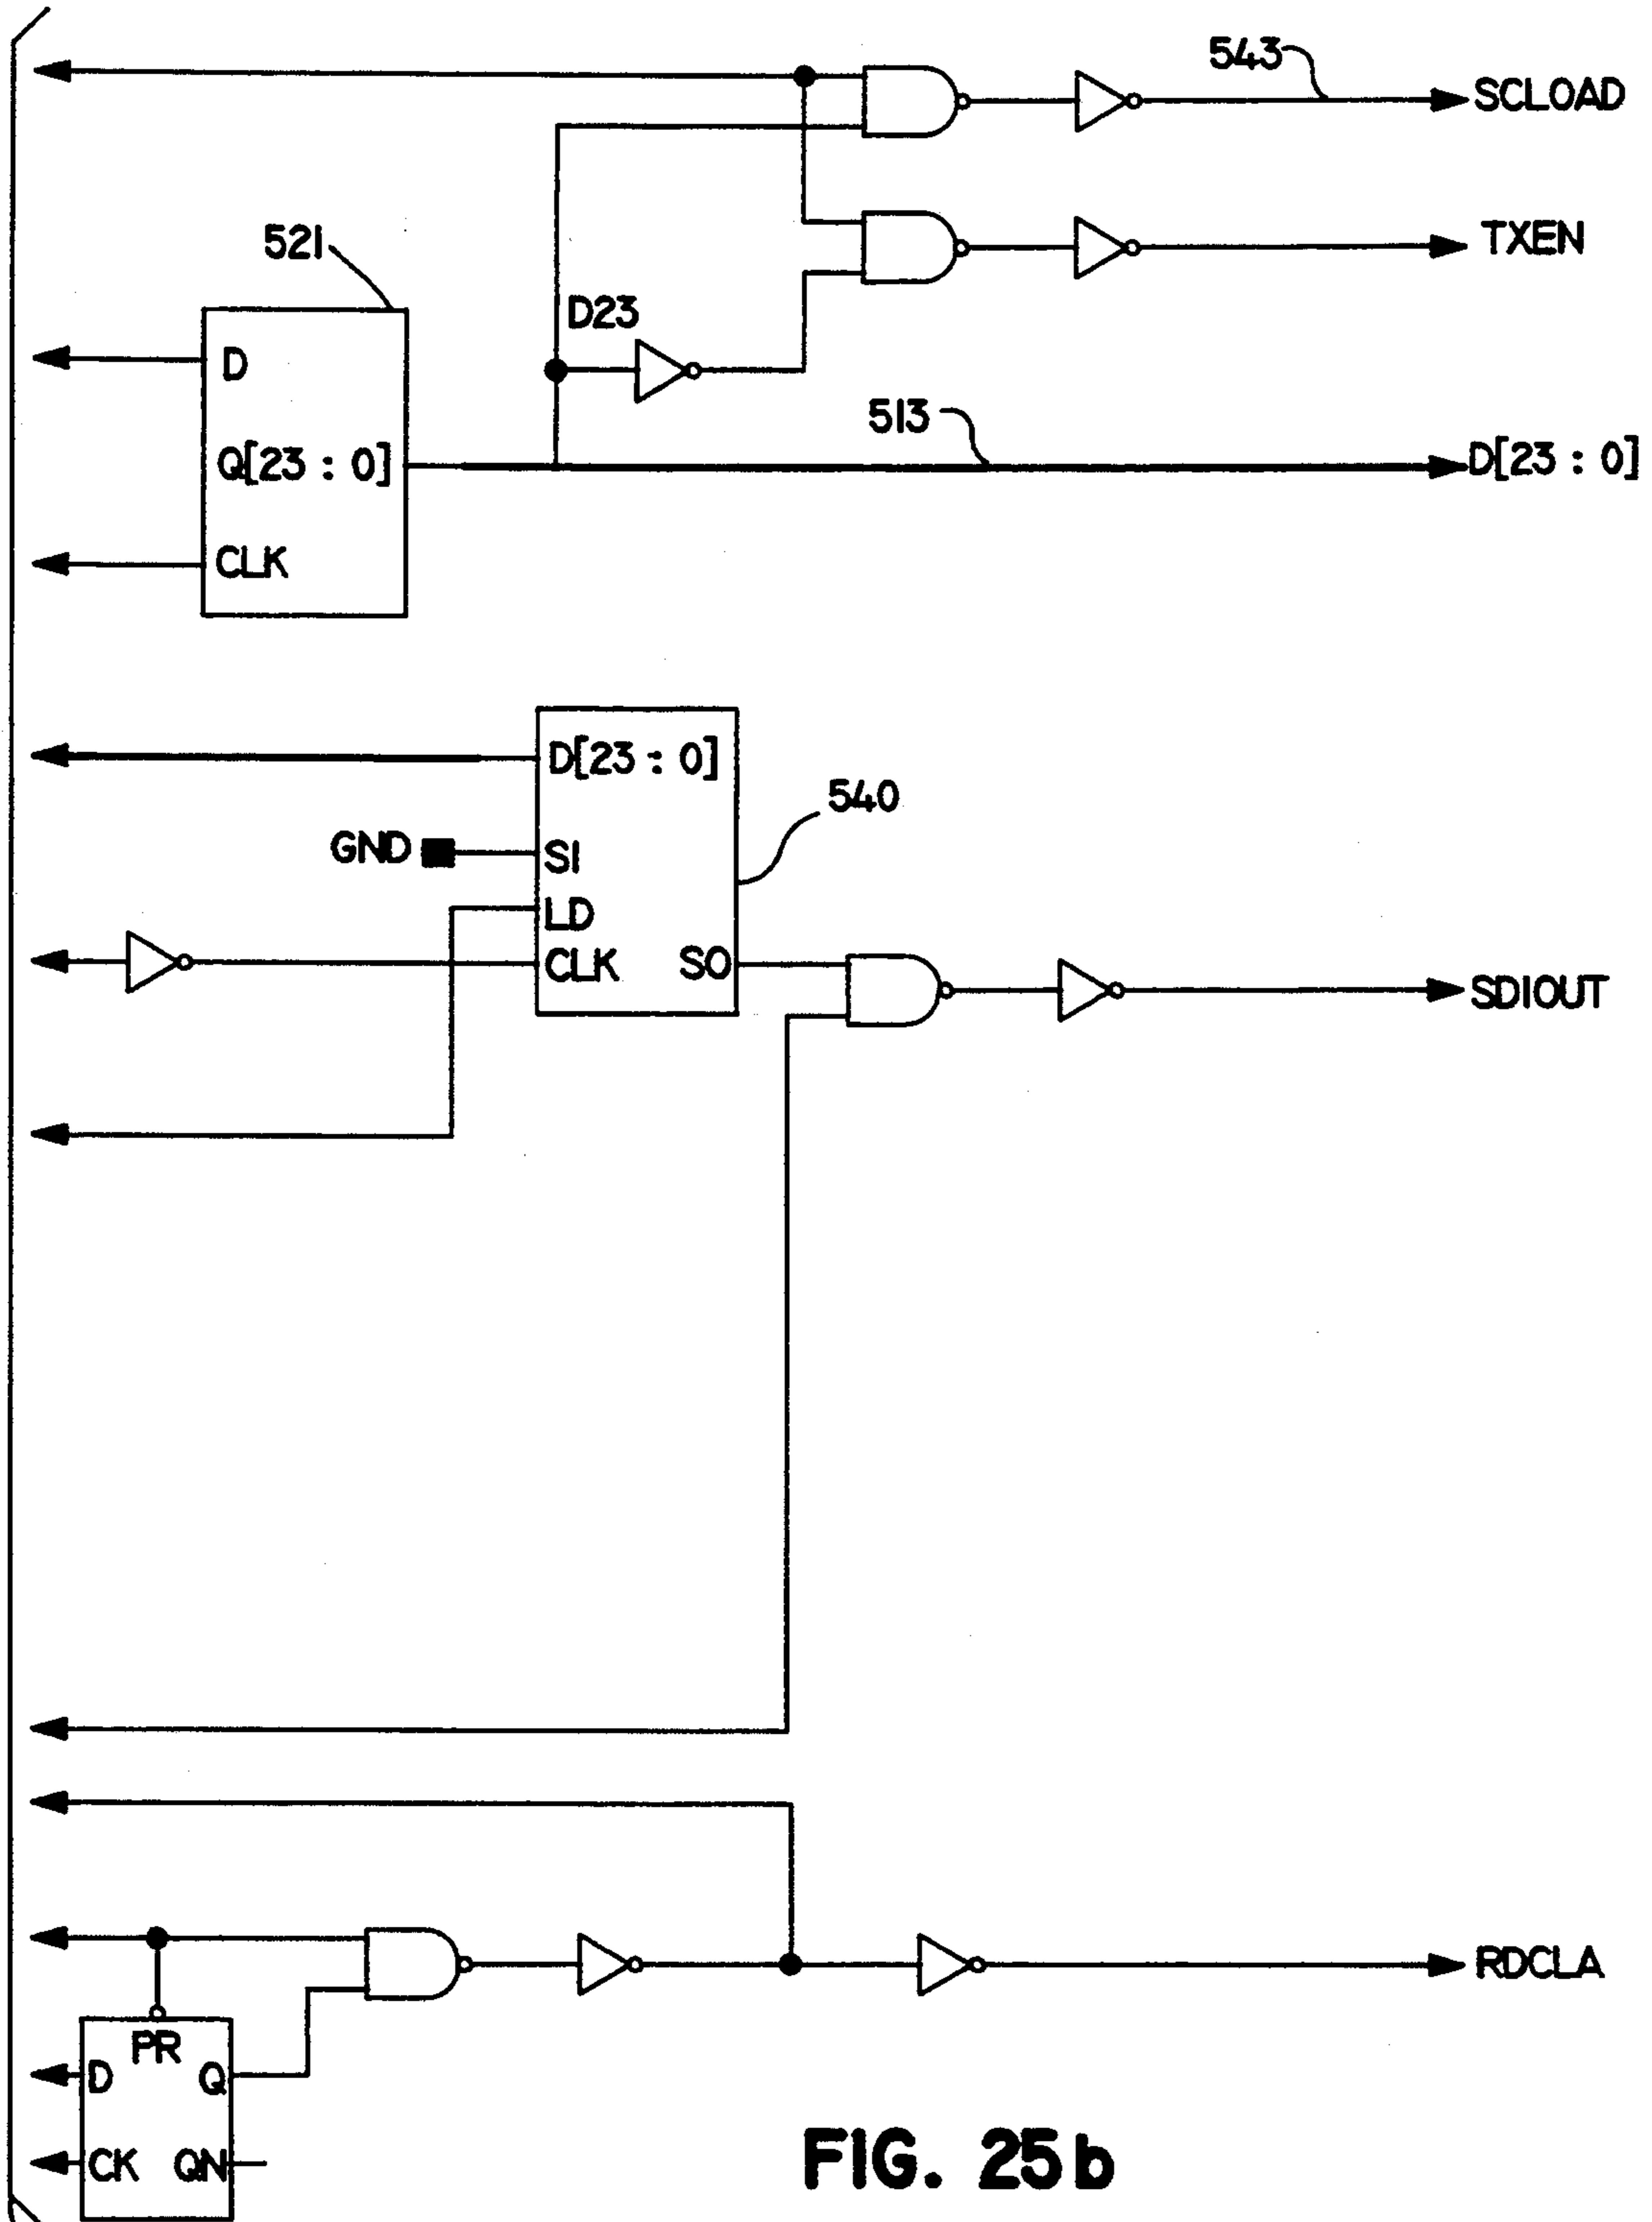 543
SCLOAD
521
TXEN
D23
D
513
Q[23 : 0]
D[23 : 0]
CLK
D[23 : 0]
540
GND
SI
LD
CLK
SO
SDIOUT
RDCLA
PR
D
Q
CK
QN
FIG. 25b